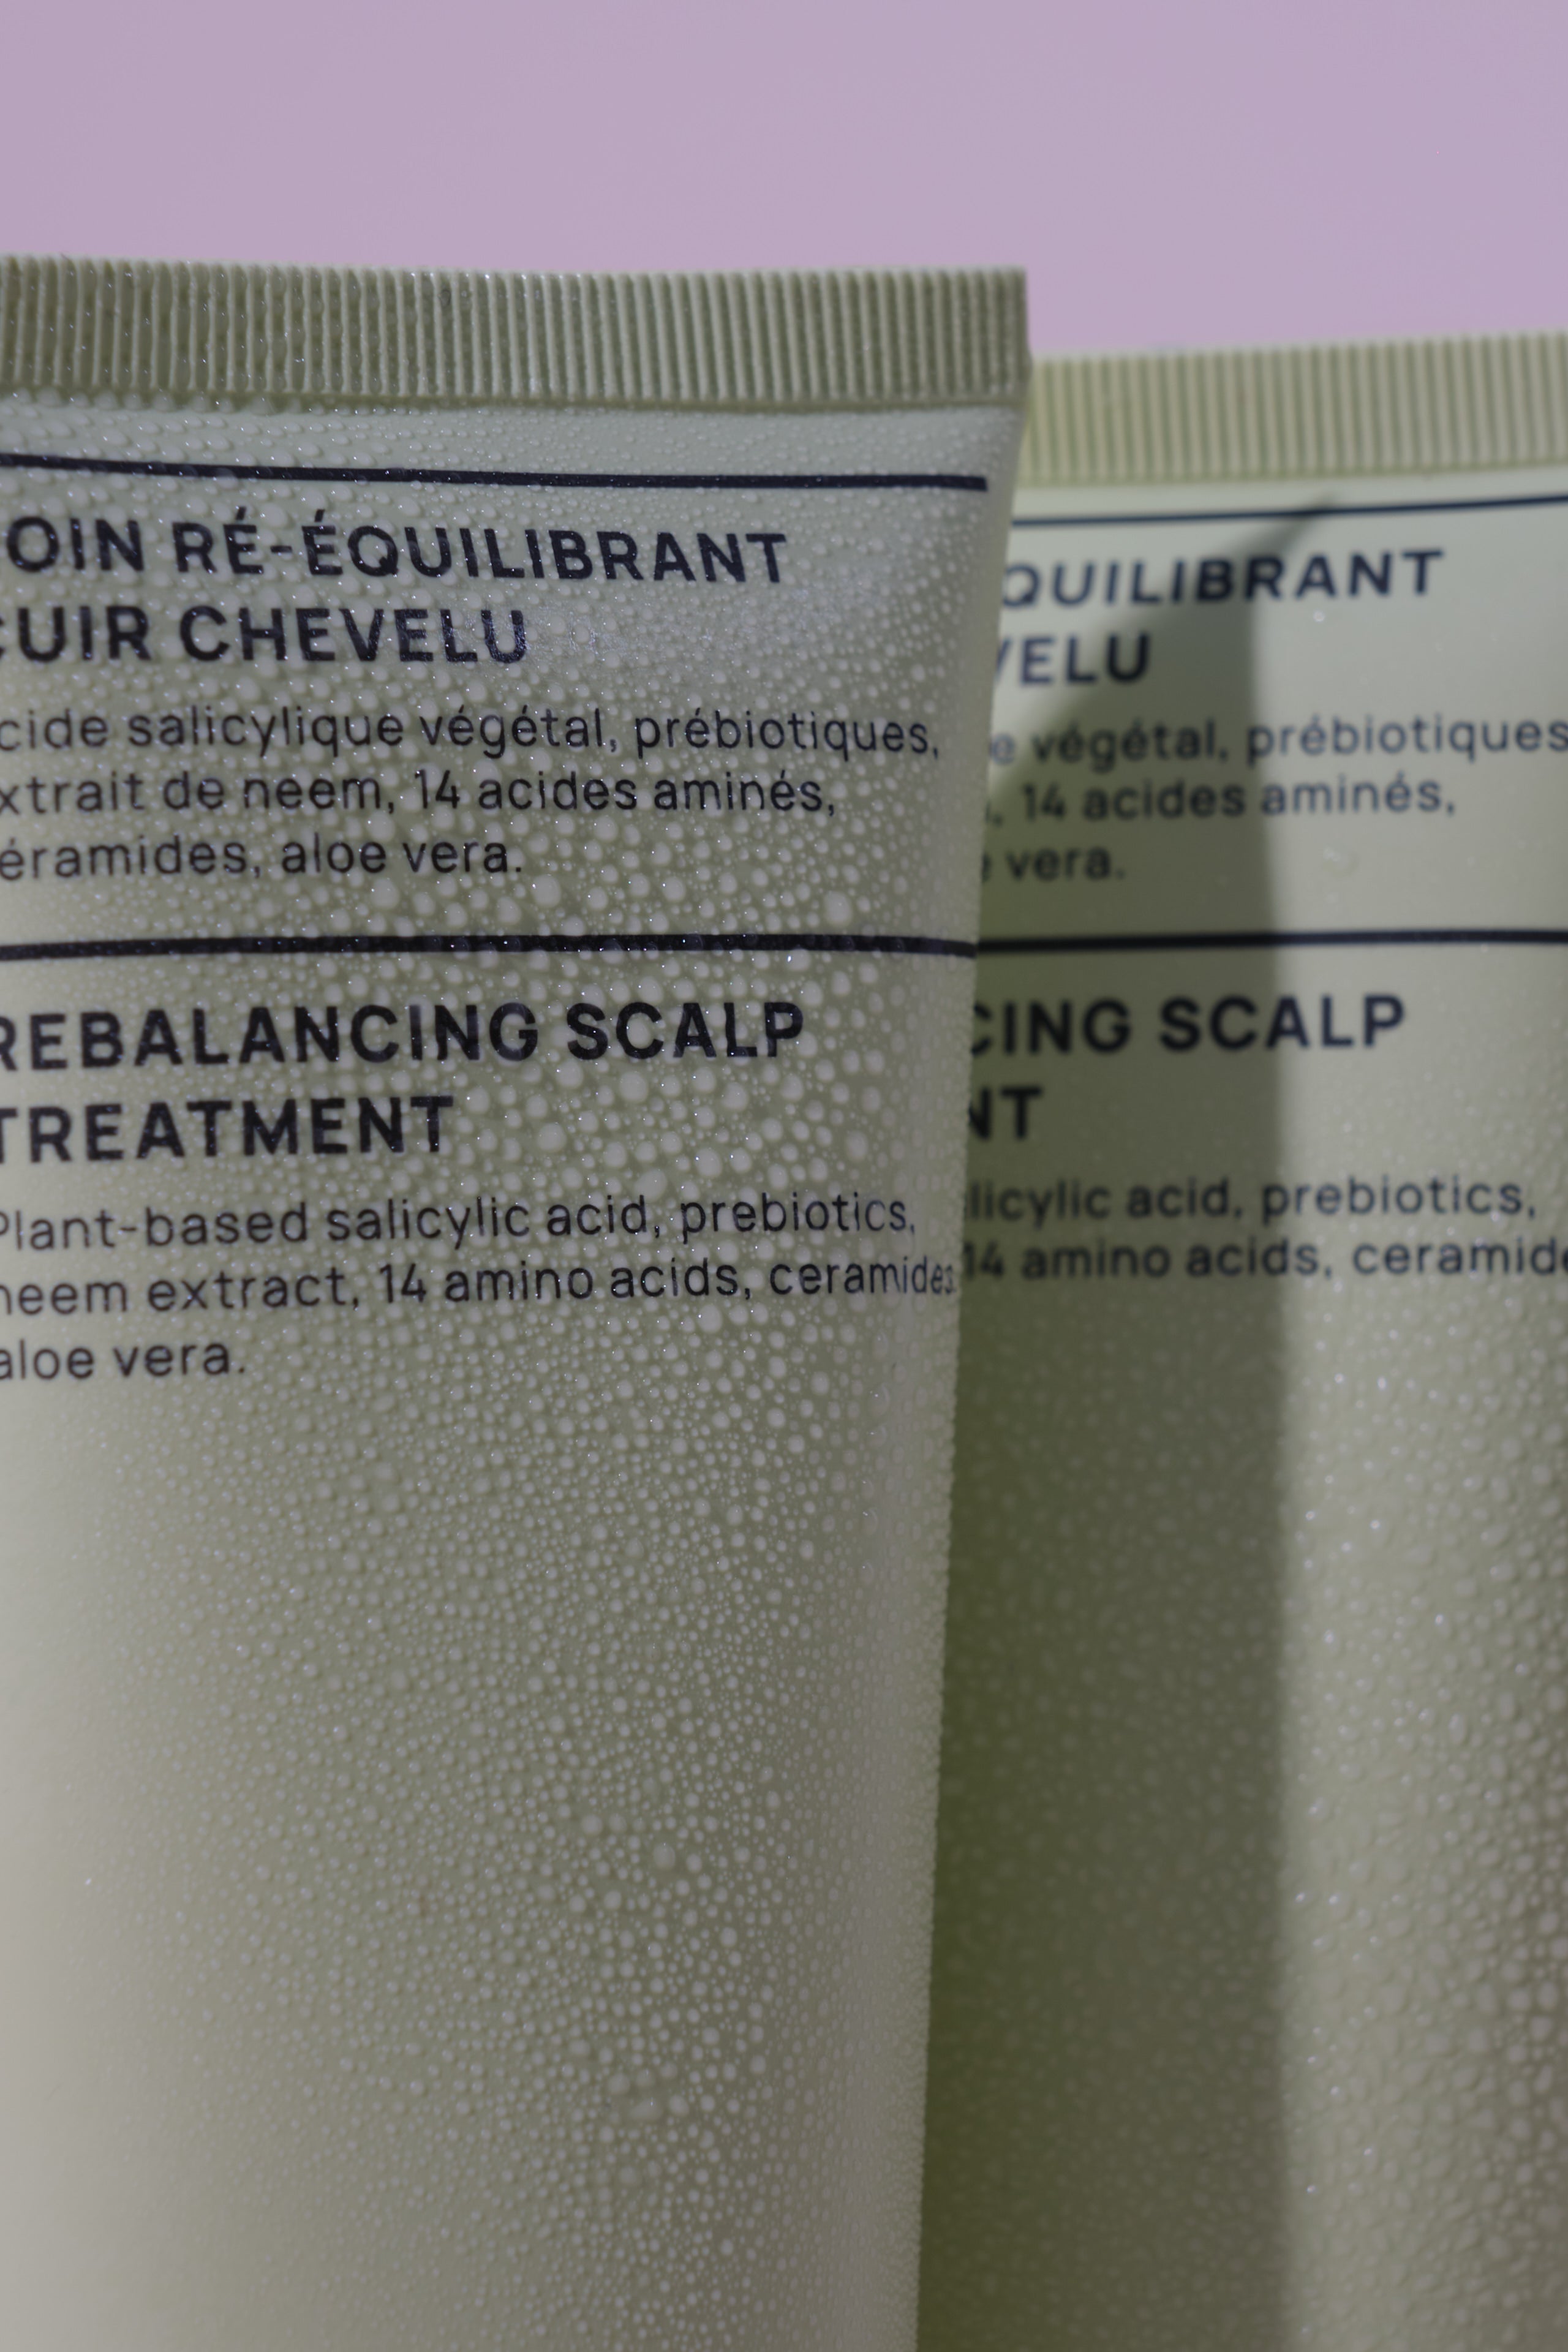 OIN RÉ-ÉQUILIBRANT
CUIR CHEVELU
cide salicylique végétal, prébiotiques,
xtrait de neem, 14 acides aminés,
éramides, aloe vera.
REBALANCING SCALP
TREATMENT
Plant-based salicylic acid, prebiotics,
neem extract, 14 amino acids, ceramides
aloe vera.
QUILIBRANT
VELU
e végétal, prébiotiques
, 14 acides aminés,
vera.
CING SCALP
NT
licylic acid, prebiotics,
14 amino acids, ceramide